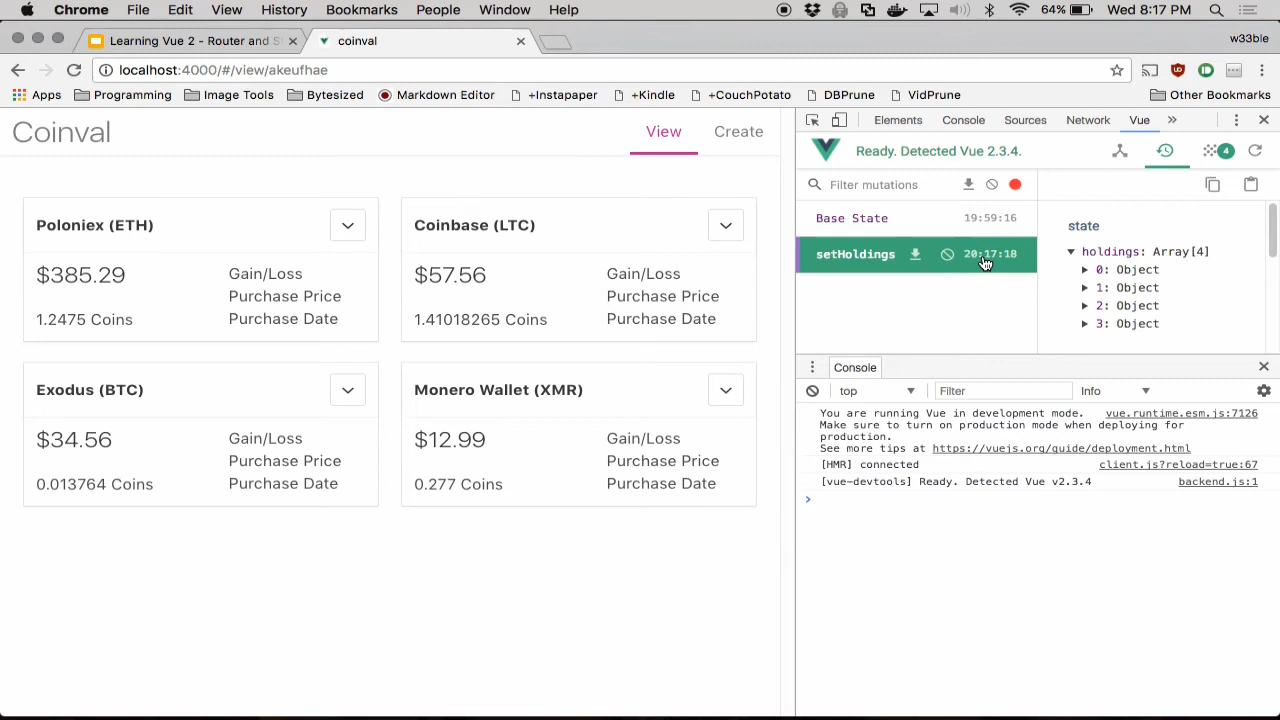 Chrome File Edit View History Bookmarks People Window Help 64% Wed 8:17 PM
Learning Vue 2 - Router and S
coinval
w33ble
localhost:4000/#/view/akeufhae
Apps Programming Image Tools Bytesized Markdown Editor +Instapaper +Kindle +CouchPotato DBPrune VidPrune Other Bookmarks
Coinval
View Create
Poloniex (ETH)
$385.29
1.2475 Coins
Gain/Loss
Purchase Price
Purchase Date
Coinbase (LTC)
$57.56
1.41018265 Coins
Gain/Loss
Purchase Price
Purchase Date
Exodus (BTC)
$34.56
0.013764 Coins
Gain/Loss
Purchase Price
Purchase Date
Monero Wallet (XMR)
$12.99
0.277 Coins
Gain/Loss
Purchase Price
Purchase Date
Elements Console Sources Network Vue
Ready. Detected Vue 2.3.4.
4
Filter mutations
Base State 19:59:16
setHoldings 20:17:18
state
holdings: Array[4]
0: Object
1: Object
2: Object
3: Object
Console
top Filter Info
You are running Vue in development mode. vue.runtime.esm.js:7126
Make sure to turn on production mode when deploying for
production.
See more tips at https://vuejs.org/guide/deployment.html
[HMR] connected client.js?reload=true:67
[vue-devtools] Ready. Detected Vue v2.3.4 backend.js:1